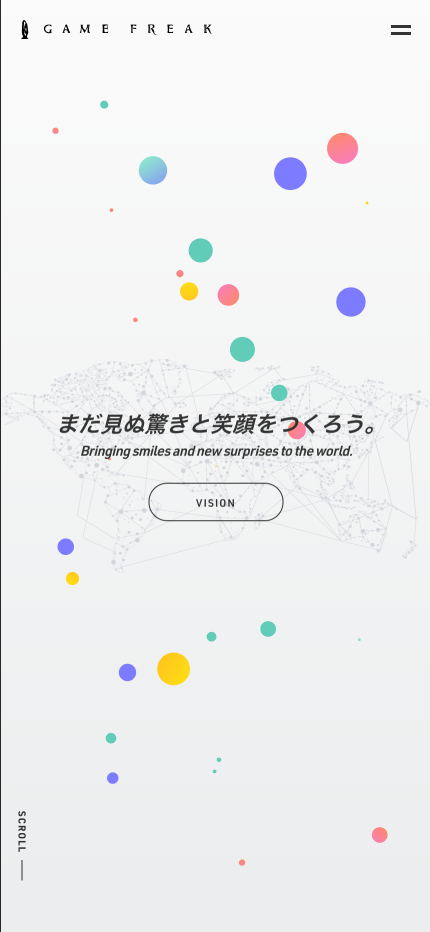 GAME FREAK
まだ見ぬ驚きと笑顔をつくろう。
Bringing smiles and new surprises to the world.
VISION
SCROLL